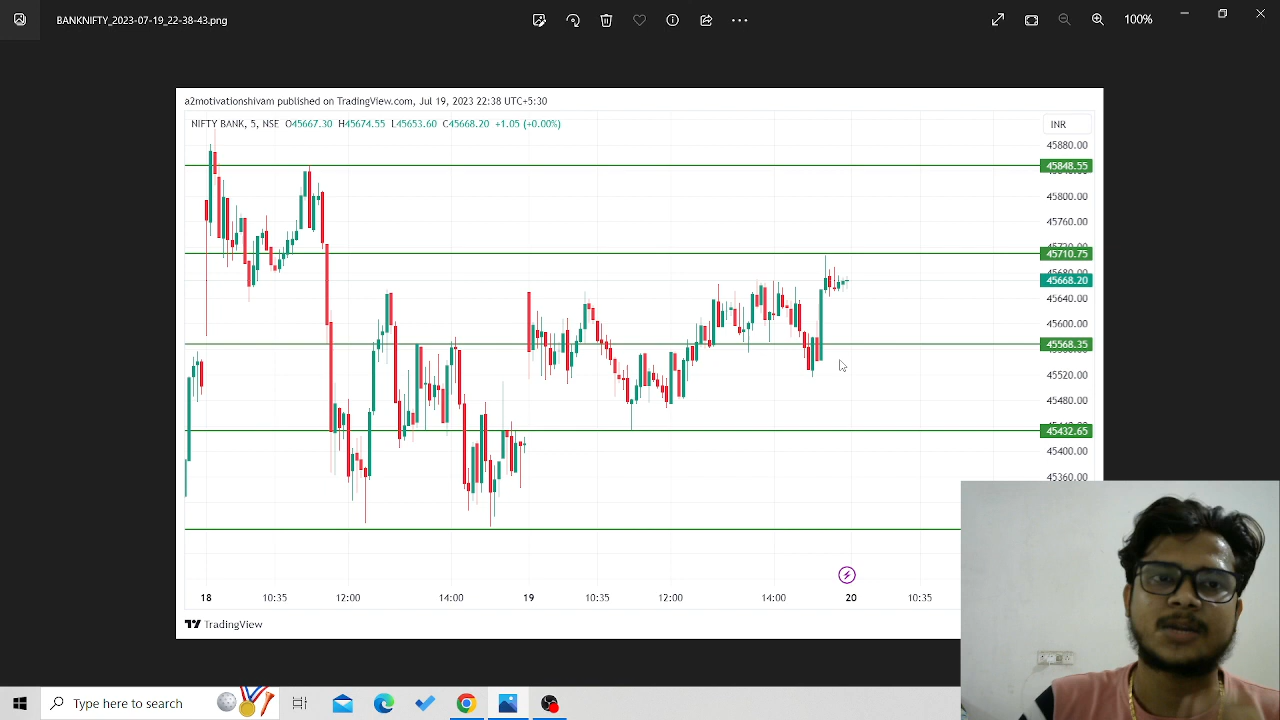 BANKNIFTY_2023-07-19_22-38-43.png
100%
a2motivationshivam published on TradingView.com, Jul 19, 2023 22:38 UTC+5:30
NIFTY BANK, 5, NSE O45667.30 H45674.55 L45653.60 C45668.20 +1.05 (+0.00%)
INR
45880.00
45848.55
45800.00
45760.00
45710.75
45668.20
45640.00
45600.00
45568.35
45520.00
45480.00
45432.65
45400.00
45360.00
18 10:35 12:00 14:00 19 10:35 12:00 14:00 20 10:35
TradingView
Type here to search